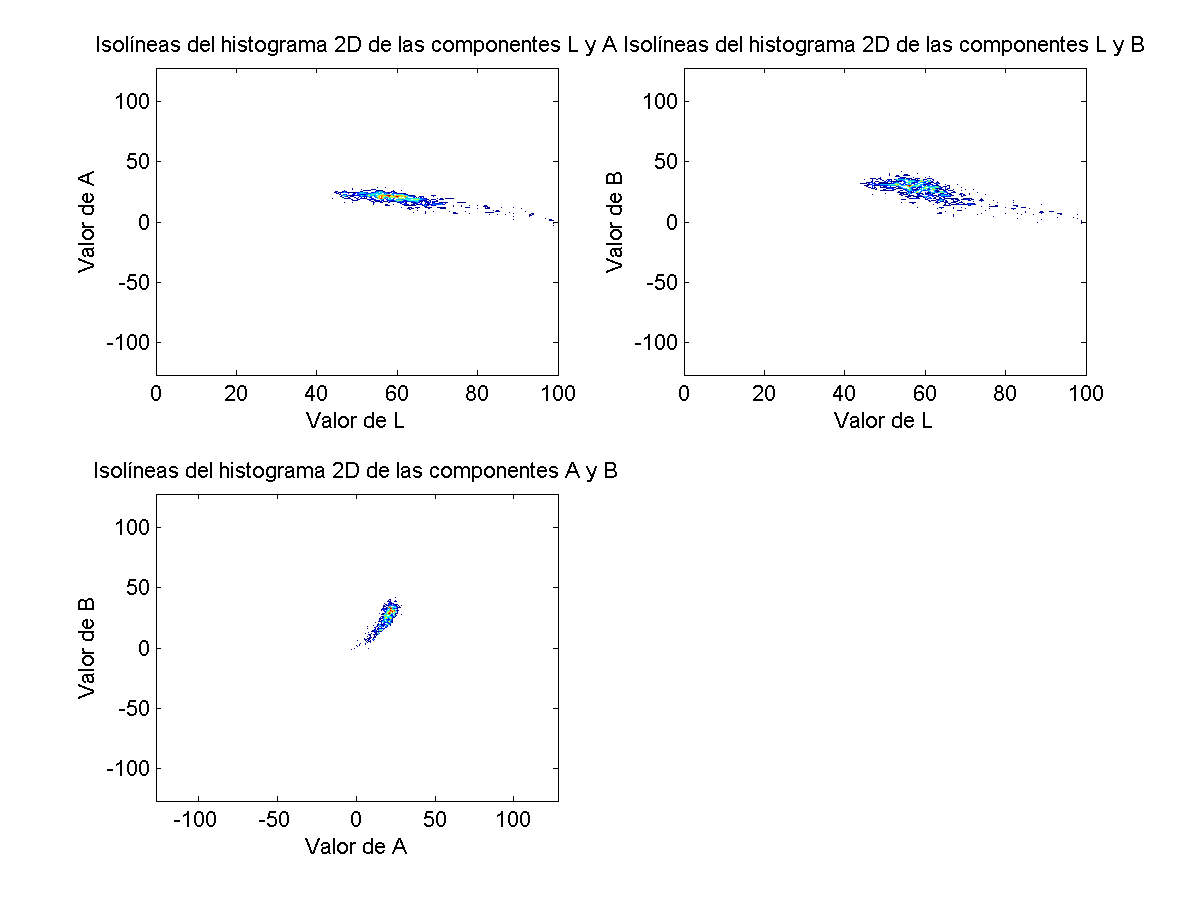 Isolíneas del histograma 2D de las componentes L y A
Isolíneas del histograma 2D de las componentes L y B
100
50
0
-50
-100
Valor de A
0 20 40 60 80 100
Valor de L
100
50
0
-50
-100
Valor de B
0 20 40 60 80 100
Valor de L
Isolíneas del histograma 2D de las componentes A y B
100
50
0
-50
-100
Valor de B
-100 -50 0 50 100
Valor de A